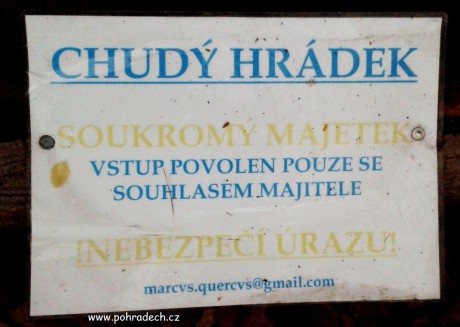 CHUDÝ HRÁDEK
SOUKROMÝ MAJETEK
VSTUP POVOLEN POUZE SE
SOUHLASEM MAJITELE
!NEBEZPEČÍ ÚRAZU!
marcvs.quercvs@gmail.com
www.pohradech.cz